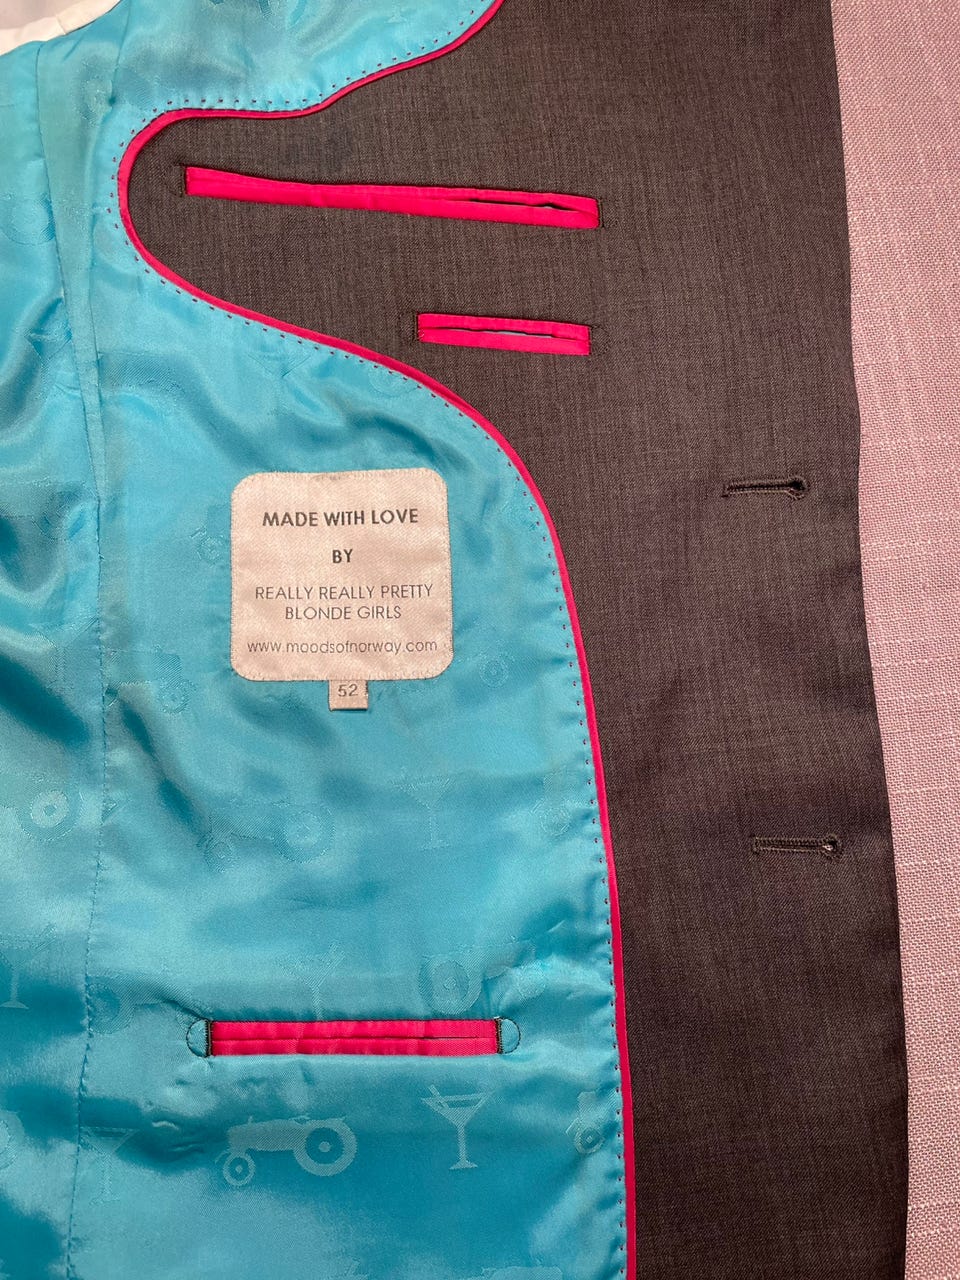 MADE WITH LOVE
BY
REALLY REALLY PRETTY
BLONDE GIRLS
www.moodsofnorway.com
52